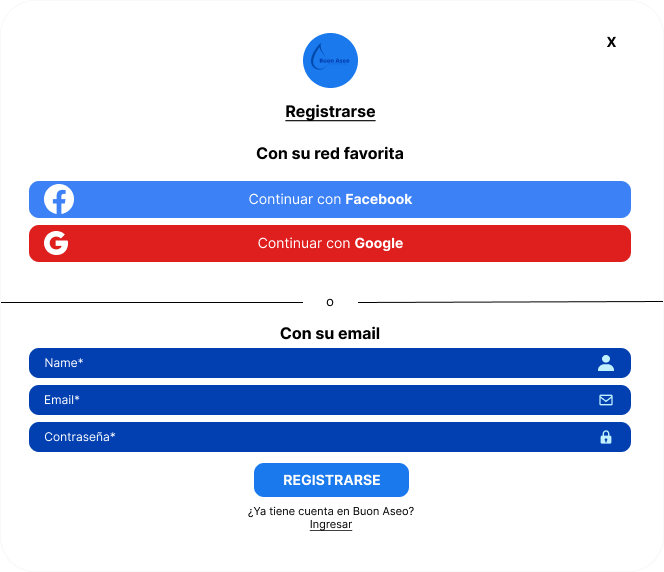 X
Buon Aseo
Registrarse
Con su red favorita
Continuar con Facebook
Continuar con Google
o
Con su email
Name*
Email*
Contraseña*
REGISTRARSE
¿Ya tiene cuenta en Buon Aseo?
Ingresar